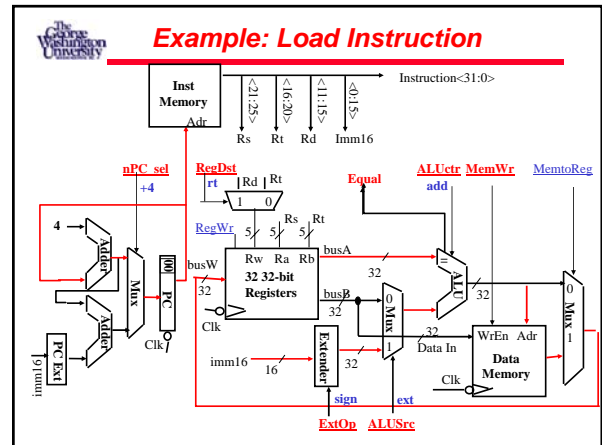 The
George
Washington
University
Example: Load Instruction
Inst
Memory
Adr
<21:25>
<16:20>
<11:15>
<0:15>
Instruction<31:0>
Rs
Rt
Rd
Imm16
nPC_sel
+4
RegDst
rt
Rd
Rt
1
0
Equal
ALUctr
add
MemWr
MemtoReg
RegWr
5
5
5
Rs
Rt
4
Adder
Adder
Mux
00
PC
Clk
PC Ext
imm16
busW
32
Rw
Ra
Rb
32 32-bit
Registers
Clk
busA
32
busB
32
=
ALU
32
0
Mux
1
32
Data In
WrEn
Adr
Data
Memory
Clk
0
Mux
1
imm16
16
Extender
32
sign
ext
ExtOp
ALUSrc